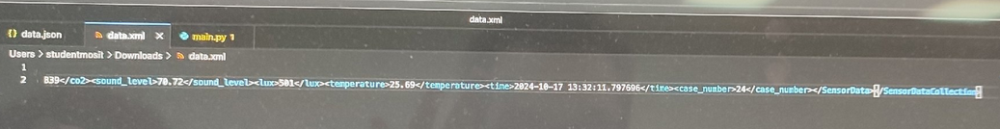 data.xml
{} data.json
data.xml ×
main.py 1
Users > studentmosit > Downloads > data.xml
1
2 839</co2><sound_level>70.72</sound_level><lux>501</lux><temperature>25.69</temperature><time>2024-10-17 13:32:11.797696</time><case_number>24</case_number></SensorData></SensorDataCollection>